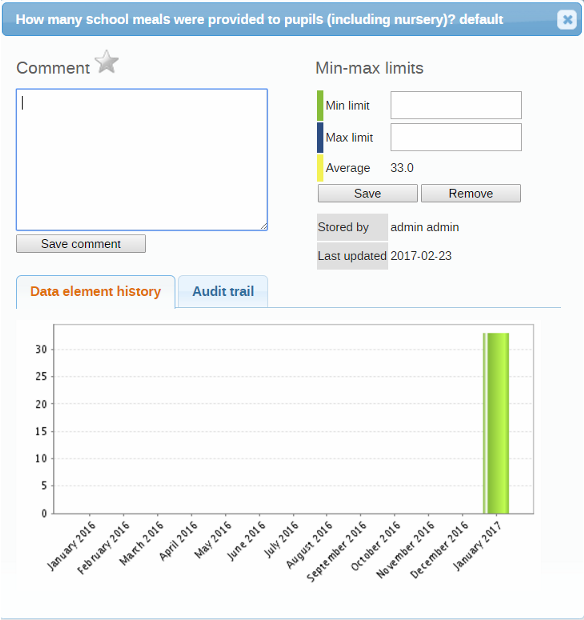 How many school meals were provided to pupils (including nursery)? default
Comment
Save comment
Min-max limits
Min limit
Max limit
Average 33.0
Save Remove
Stored by admin admin
Last updated 2017-02-23
Data element history Audit trail
30
25
20
15
10
5
0
January 2016
February 2016
March 2016
April 2016
May 2016
June 2016
July 2016
August 2016
September 2016
October 2016
November 2016
December 2016
January 2017